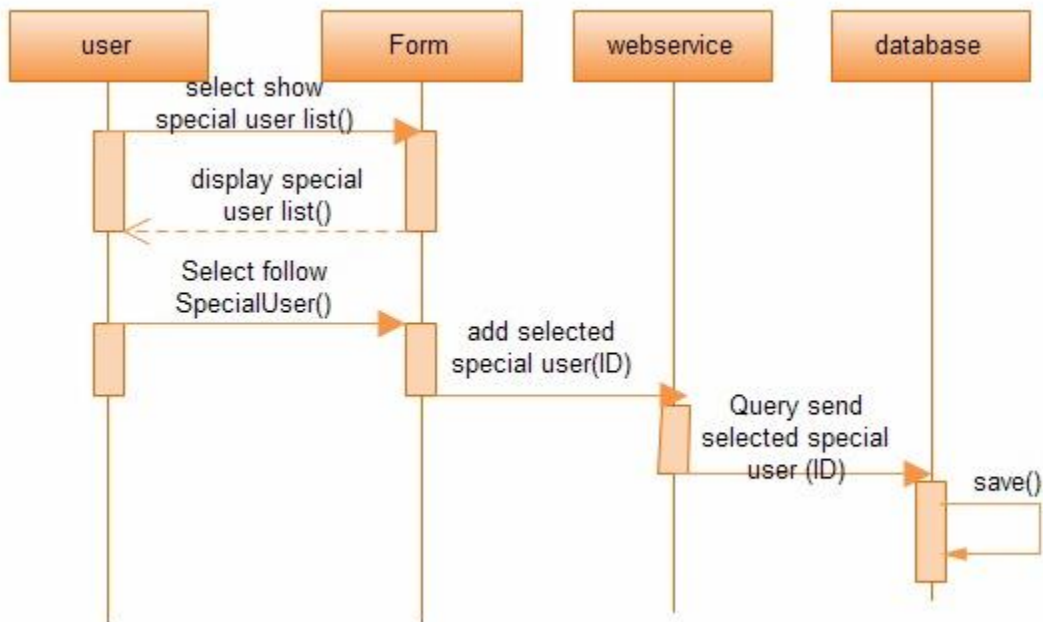 user
Form
webservice
database
select show
special user list()
display special
user list()
Select follow
SpecialUser()
add selected
special user(ID)
Query send
selected special
user (ID)
save()